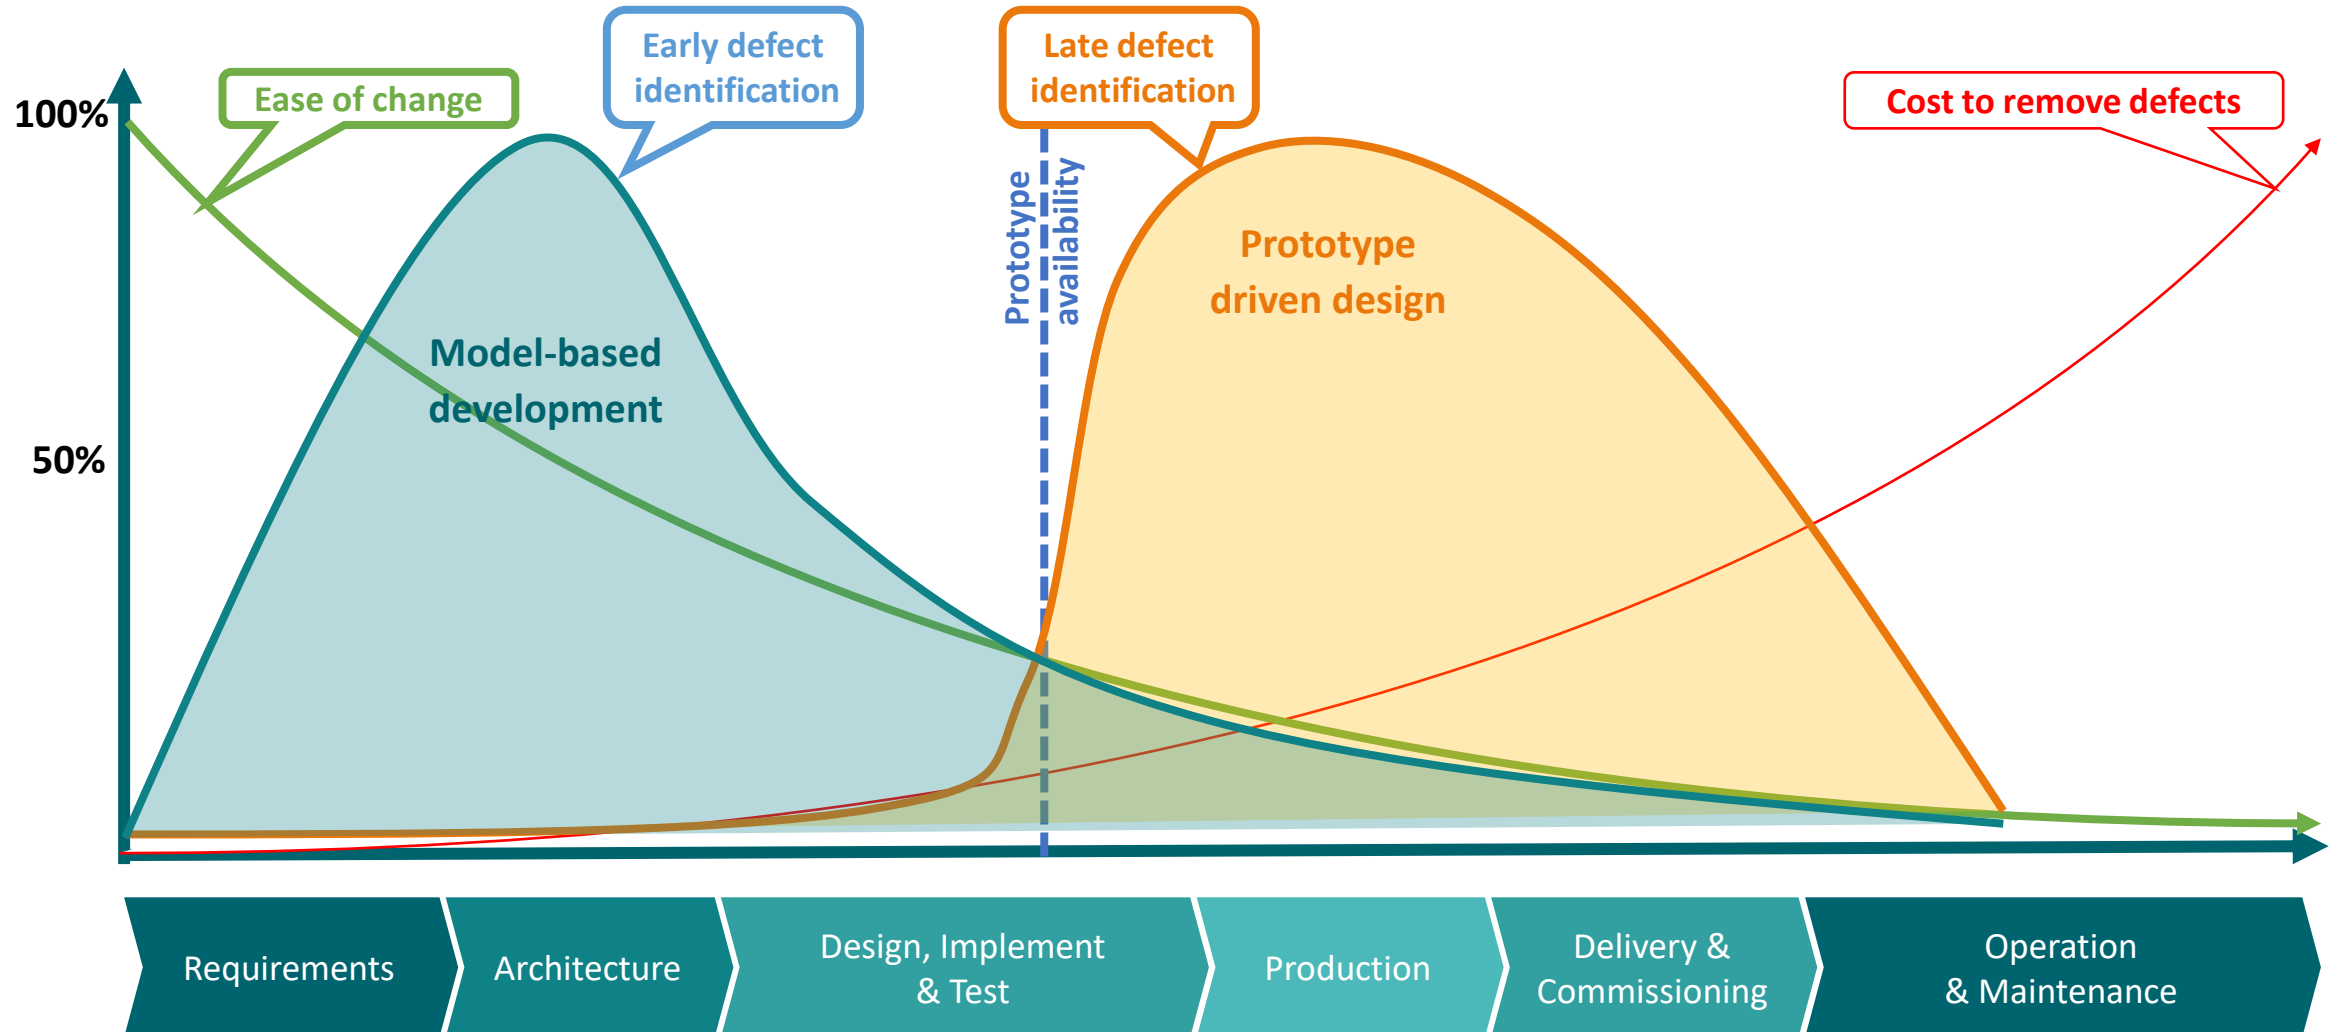 Early defect
identification
Late defect
identification
Ease of change
Cost to remove defects
100%
50%
Prototype
availability
Prototype
driven design
Model-based
development
Requirements
Architecture
Design, Implement
& Test
Production
Delivery &
Commissioning
Operation
& Maintenance